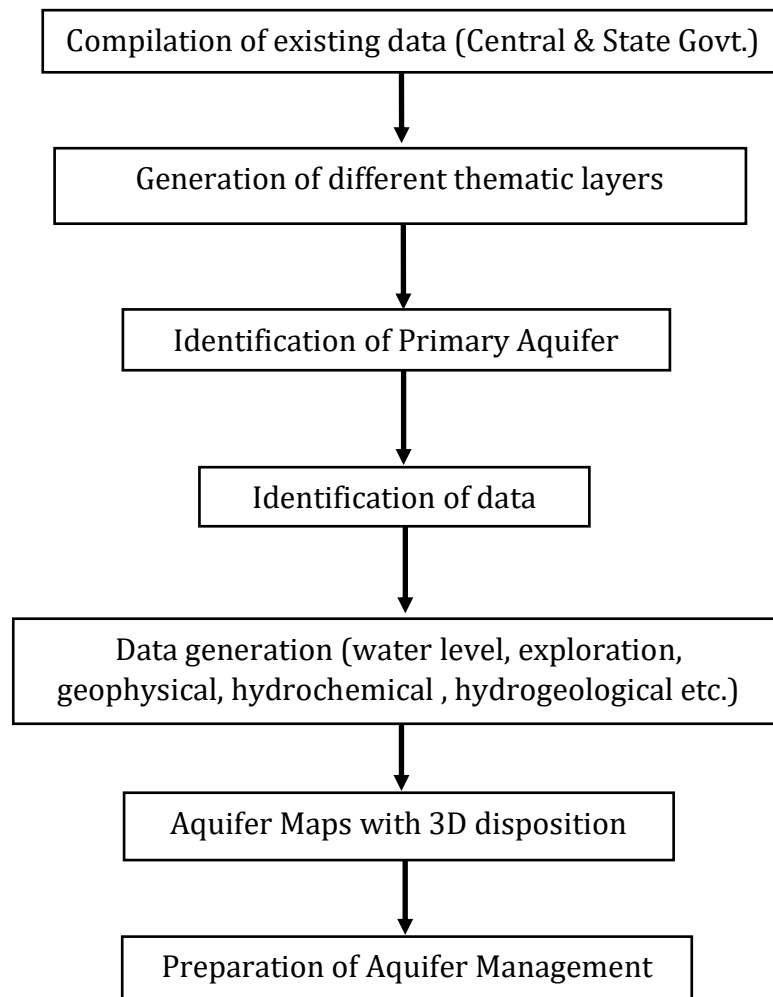 Compilation of existing data (Central & State Govt.)
Generation of different thematic layers
Identification of Primary Aquifer
Identification of data
Data generation (water level, exploration,
geophysical, hydrochemical , hydrogeological etc.)
Aquifer Maps with 3D disposition
Preparation of Aquifer Management